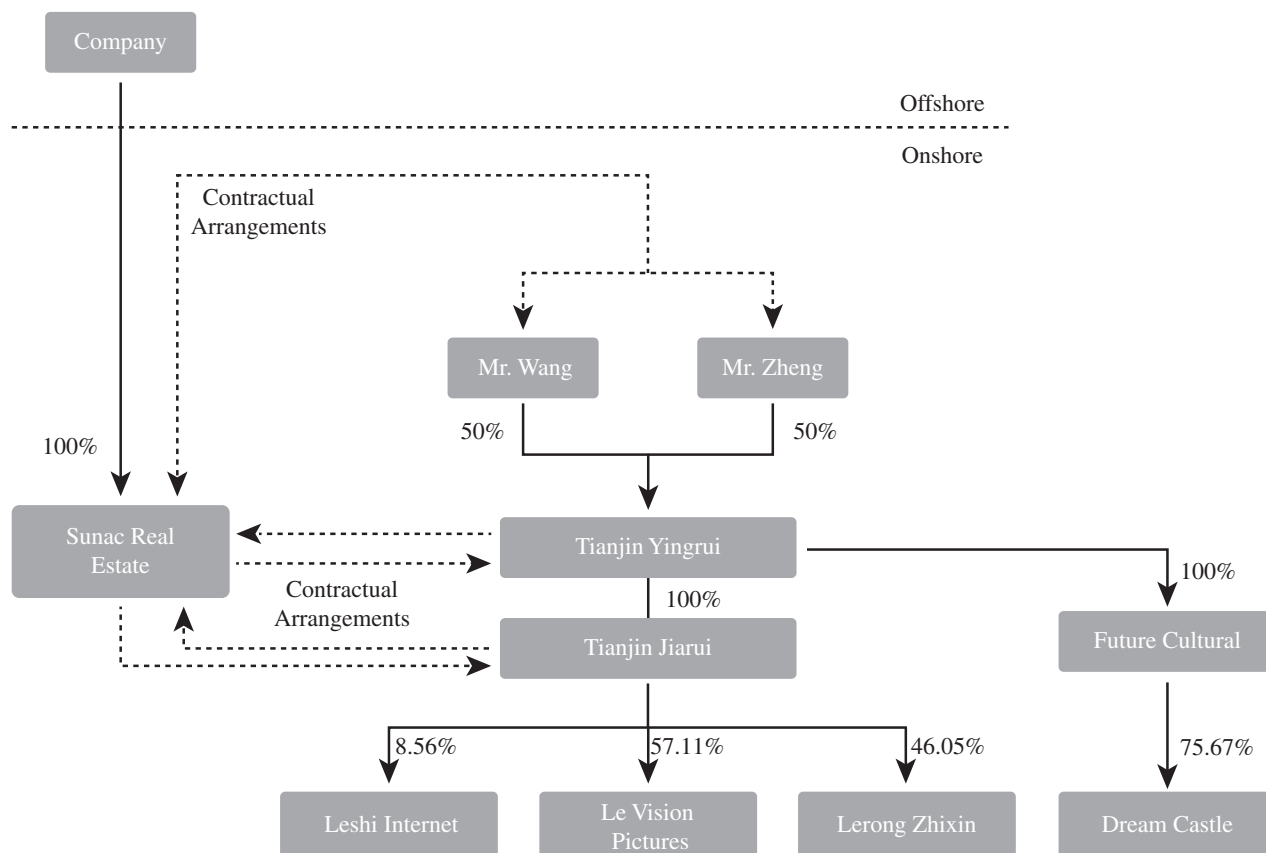 Company
Offshore
Onshore
Contractual
Arrangements
Mr. Wang
Mr. Zheng
50%
50%
100%
Sunac Real
Estate
Tianjin Yingrui
Contractual
Arrangements
100%
100%
Tianjin Jiarui
Future Cultural
8.56%
57.11%
46.05%
75.67%
Leshi Internet
Le Vision
Pictures
Lerong Zhixin
Dream Castle